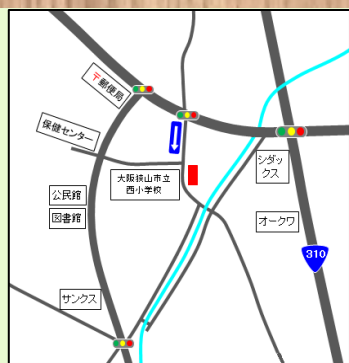 〒郵便局
保健センター
大阪狭山市立
西小学校
公民館
図書館
シダッ
クス
オークワ
310
サンクス